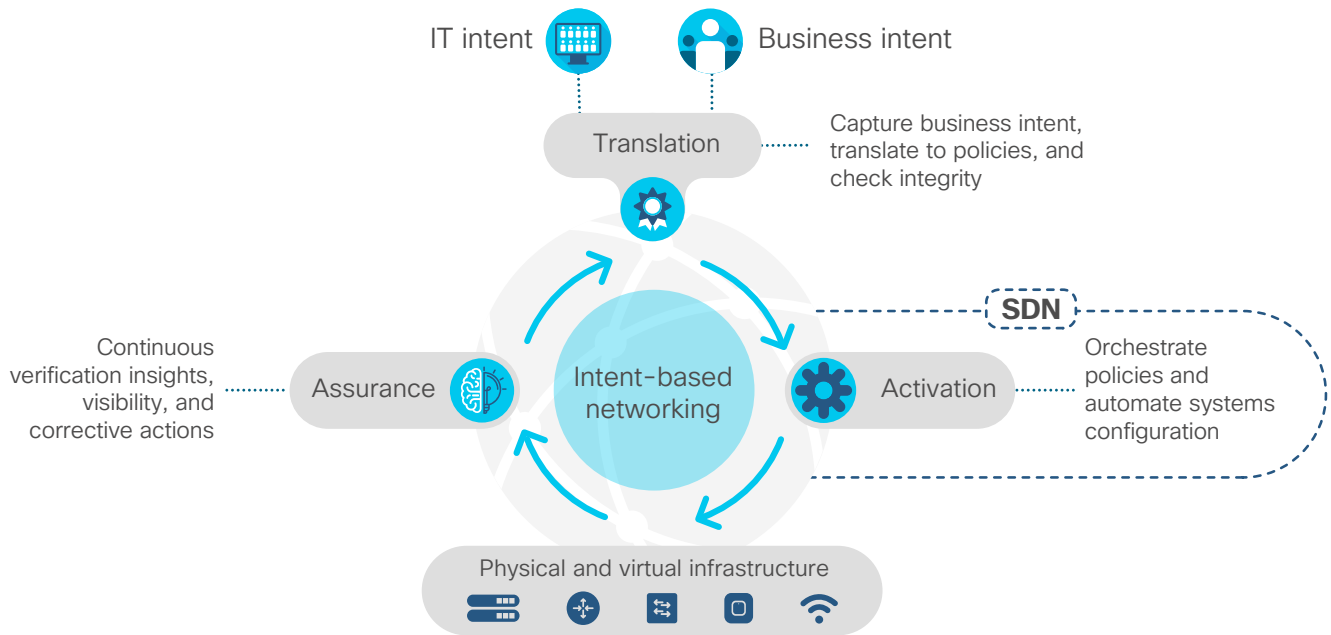 IT intent
Business intent
Translation
Capture business intent,
translate to policies, and
check integrity
SDN
Continuous
verification insights,
visibility, and
corrective actions
Assurance
Intent-based
networking
Activation
Orchestrate
policies and
automate systems
configuration
Physical and virtual infrastructure